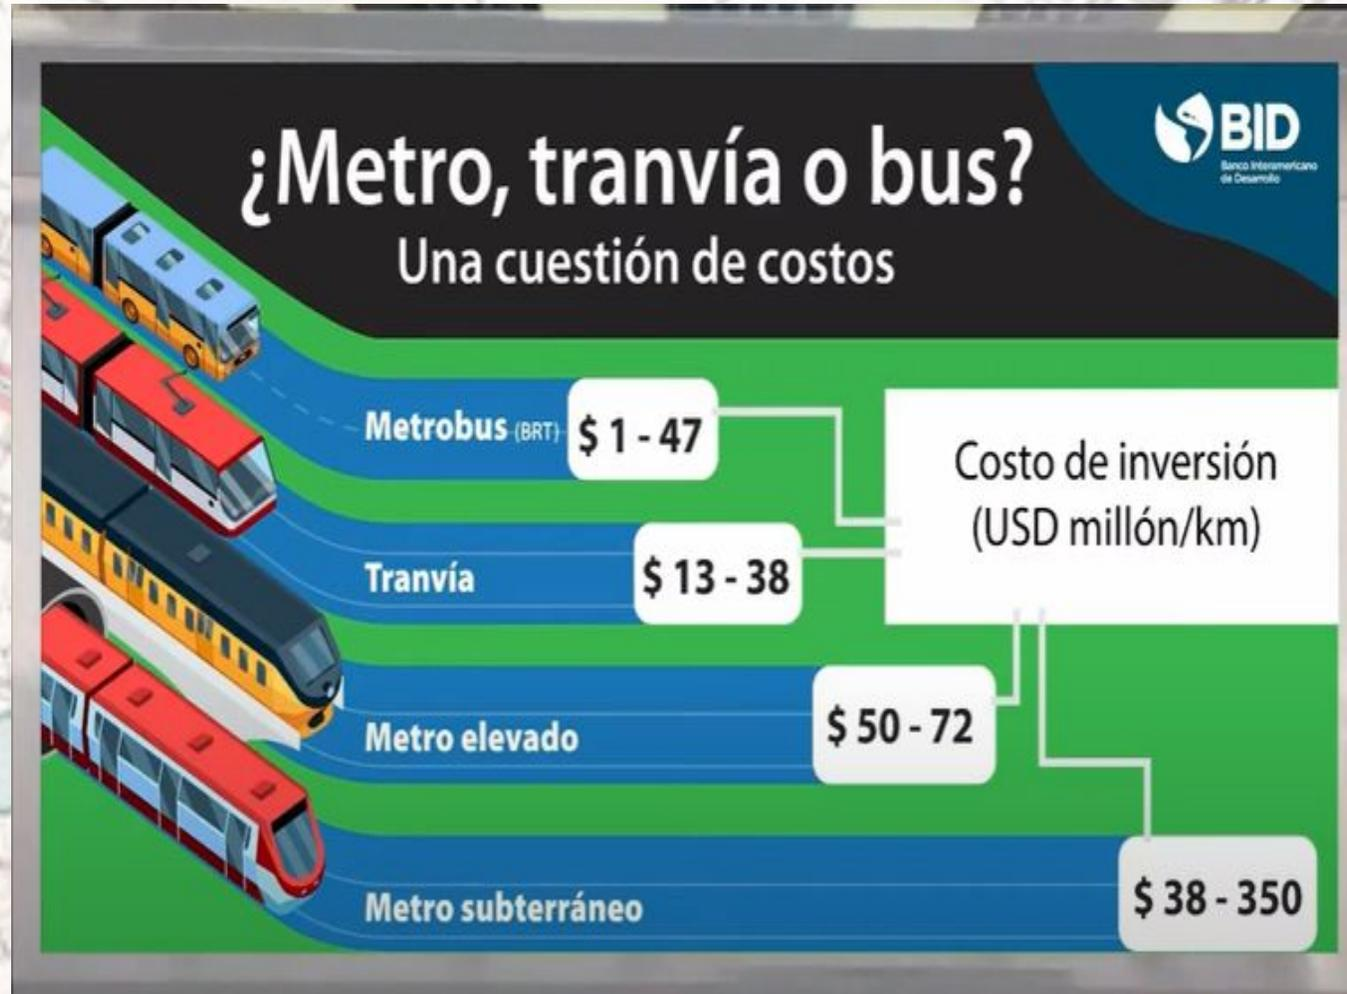 ¿Metro, tranvía o bus?
Una cuestión de costos
BID
Banco Interamericano
de Desarrollo
Metrobus (BRT)
$ 1 - 47
Costo de inversión
(USD millón/km)
Tranvía
$ 13 - 38
Metro elevado
$ 50 - 72
Metro subterráneo
$ 38 - 350